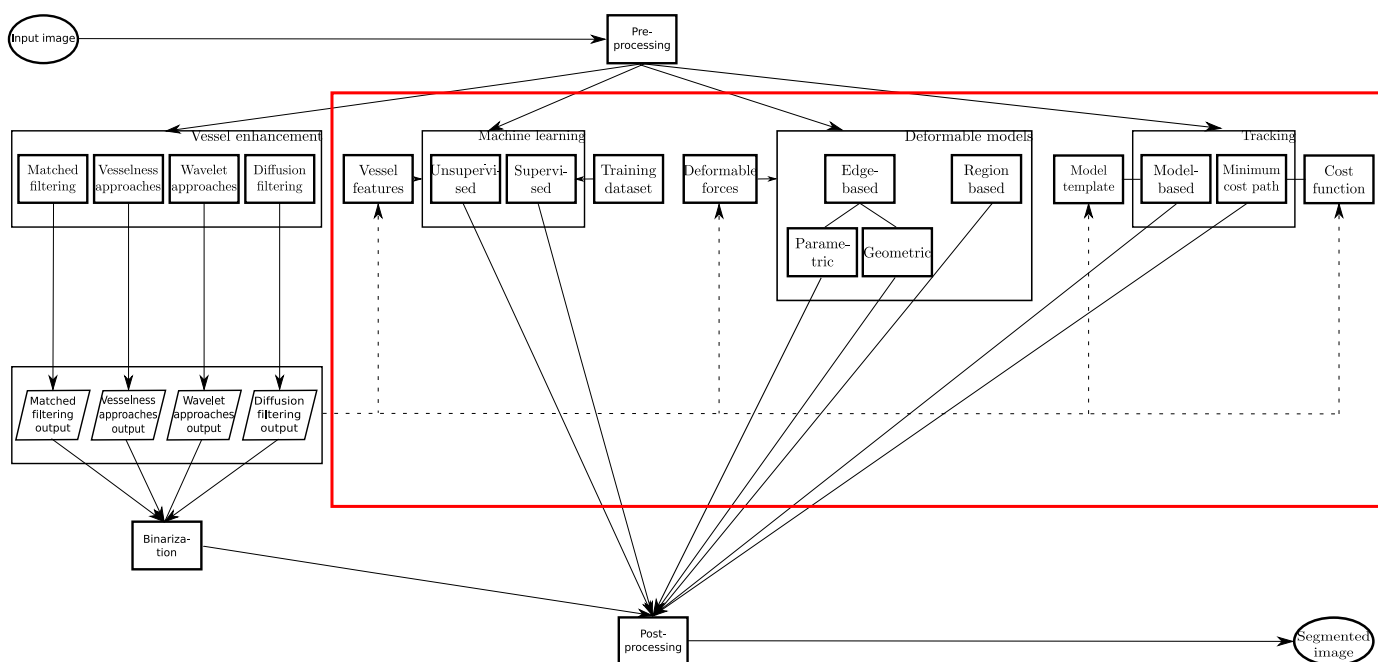 Input image
Pre-
processing
Vessel enhancement
Machine learning
Deformable models
Tracking
Matched
filtering
Vesselness
approaches
Wavelet
approaches
Diffusion
filtering
Vessel
features
Unsupervi-
sed
Supervi-
sed
Training
dataset
Deformable
forces
Edge-
based
Region
based
Model
template
Model-
based
Minimum
cost path
Cost
function
Parame-
tric
Geometric
Matched
filtering
output
Vesselness
approaches
output
Wavelet
approaches
output
Diffusion
filtering
output
Binariza-
tion
Post-
processing
Segmented
image